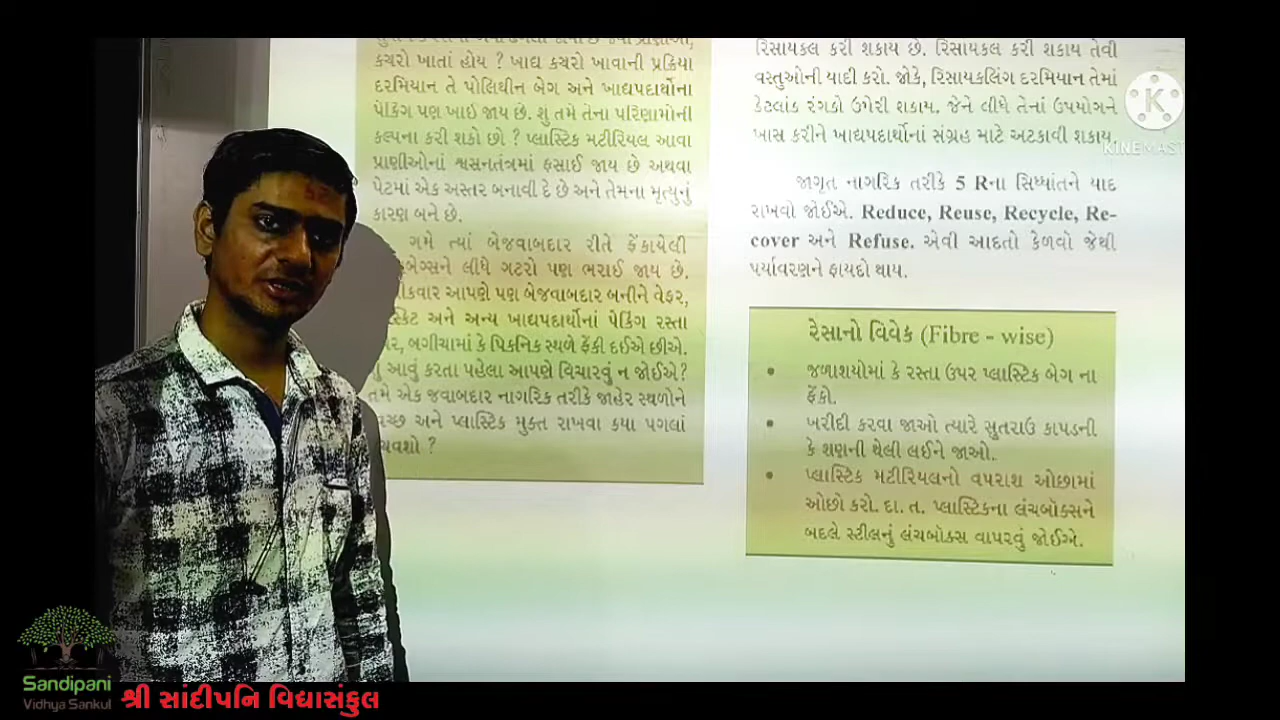 કચરો ખાતાં હોય ? ખાદ્ય કચરો ખાવાની પ્રક્રિયા
દરમિયાન તે પોલિથીન બેગ અને ખાદ્યપદાર્થોના
પેકિંગ પણ ખાઈ જાય છે. શું તમે તેના પરિણામોની
કલ્પના કરી શકો છો ? પ્લાસ્ટિક મટીરિયલ આવા
પ્રાણીઓનાં શ્વસનતંત્રમાં ફસાઈ જાય છે અથવા
પેટમાં એક અસ્તર બનાવી દે છે અને તેમના મૃત્યુનું
કારણ બને છે.
ગમે ત્યાં બેજવાબદાર રીતે ફેંકાયેલી
બેગ્સને લીધે ગટરો પણ ભરાઈ જાય છે.
આપણે પણ બેજવાબદાર બનીને વેફર,
અને અન્ય ખાદ્યપદાર્થોનાં પેકિંગ રસ્તા
બગીચામાં કે પિકનિક સ્થળે ફેંકી દઈએ છીએ.
આવું કરતા પહેલા આપણે વિચારવું ન જોઈએ?
તમે એક જવાબદાર નાગરિક તરીકે જાહેર સ્થળોને
અને પ્લાસ્ટિક મુક્ત રાખવા કયા પગલાં
રિસાયકલ કરી શકાય છે. રિસાયકલ કરી શકાય તેવી
વસ્તુઓની યાદી કરો. જોકે, રિસાયકલિંગ દરમિયાન તેમાં
કેટલાંક રંગકો ઉમેરી શકાય. જેને લીધે તેનાં ઉપયોગને
ખાસ કરીને ખાદ્યપદાર્થોનાં સંગ્રહ માટે અટકાવી શકાય.
જાગૃત નાગરિક તરીકે 5 Rના સિધ્ધાંતને યાદ
રાખવો જોઈએ. Reduce, Reuse, Recycle, Re-
cover અને Refuse. એવી આદતો કેળવો જેથી
પર્યાવરણને ફાયદો થાય.
રેસાનો વિવેક (Fibre - wise)
• જળાશયોમાં કે રસ્તા ઉપર પ્લાસ્ટિક બેગ ના
ફેંકો.
• ખરીદી કરવા જાઓ ત્યારે સુતરાઉ કાપડની
કે શણની થેલી લઈને જાઓ.
• પ્લાસ્ટિક મટીરિયલનો વપરાશ ઓછામાં
ઓછો કરો. દા. ત. પ્લાસ્ટિકના લંચબૉક્સને
બદલે સ્ટીલનું લંચબૉક્સ વાપરવું જોઈએ.
K
KINEMAST
Sandipani
Vidhya Sankul
શ્રી સાંદીપનિ વિદ્યાસંકુલ